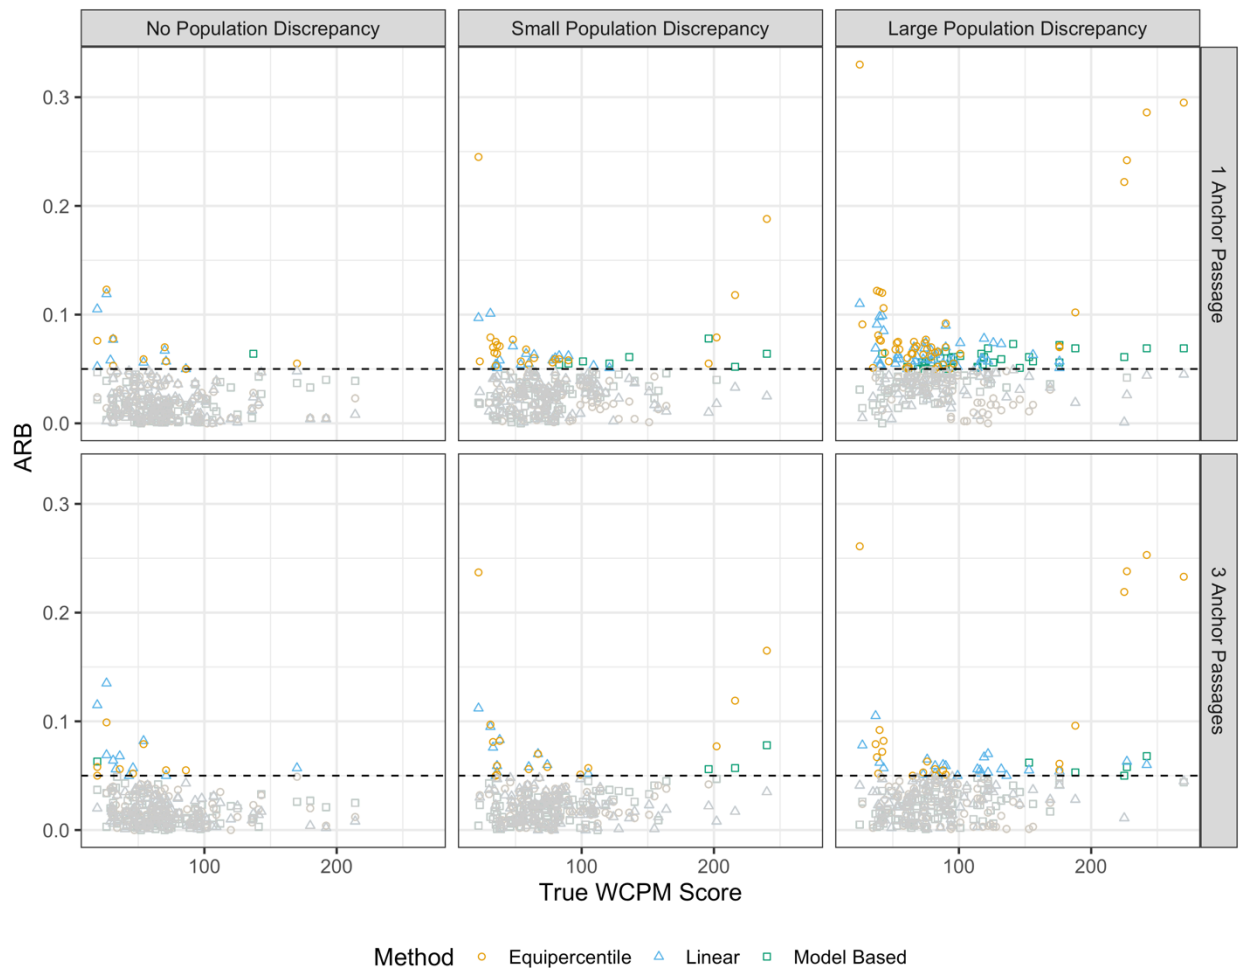 No Population Discrepancy
Small Population Discrepancy
Large Population Discrepancy
0.3
0.2
0.1
0.0
1 Anchor Passage
ARB
0.3
0.2
0.1
0.0
3 Anchor Passages
100
200
100
200
100
200
True WCPM Score
Method Equipercentile Linear Model Based